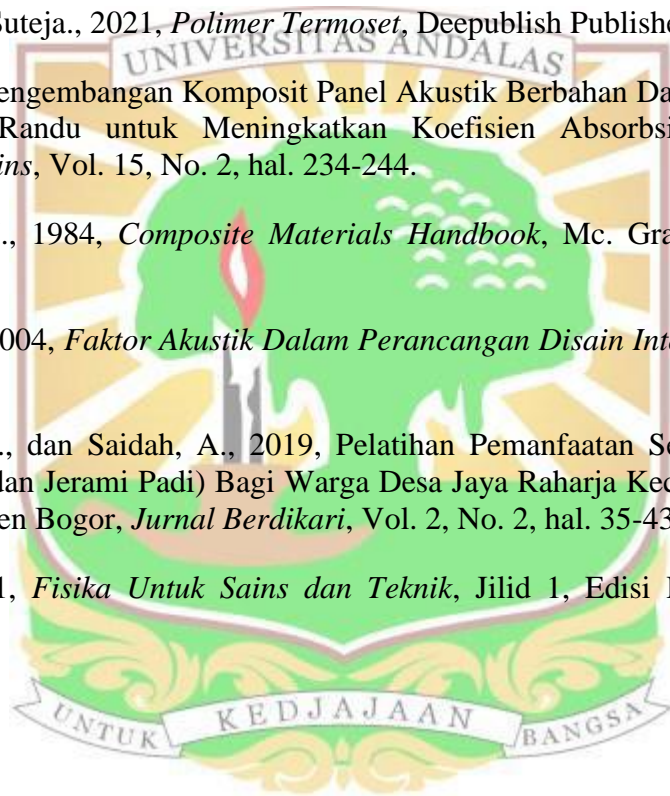 Suteja., 2021, Polimer Termoset, Deepublish Publishe
UNIVERSITAS ANDALAS
engembangan Komposit Panel Akustik Berbahan Da
Randu untuk Meningkatkan Koefisien Absorbsi
ins, Vol. 15, No. 2, hal. 234-244.
., 1984, Composite Materials Handbook, Mc. Gra
004, Faktor Akustik Dalam Perancangan Disain Int
., dan Saidah, A., 2019, Pelatihan Pemanfaatan S
dan Jerami Padi) Bagi Warga Desa Jaya Raharja Kec
en Bogor, Jurnal Berdikari, Vol. 2, No. 2, hal. 35-43
1, Fisika Untuk Sains dan Teknik, Jilid 1, Edisi
UNTUK KEDJAJAAN BANGSA